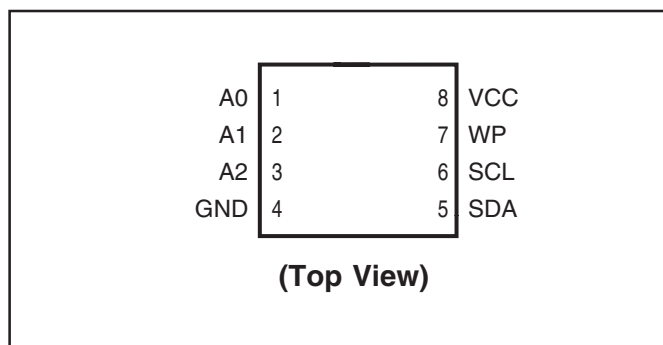 A0 1 8 VCC
A1 2 7 WP
A2 3 6 SCL
GND 4 5 SDA
(Top View)